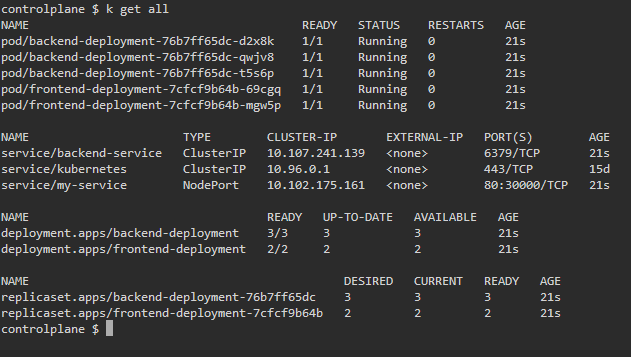 controlplane $ k get all
NAME READY STATUS RESTARTS AGE
pod/backend-deployment-76b7ff65dc-d2x8k 1/1 Running 0 21s
pod/backend-deployment-76b7ff65dc-qwjv8 1/1 Running 0 21s
pod/backend-deployment-76b7ff65dc-t5s6p 1/1 Running 0 21s
pod/frontend-deployment-7cfcf9b64b-69cgq 1/1 Running 0 21s
pod/frontend-deployment-7cfcf9b64b-mgw5p 1/1 Running 0 21s
NAME TYPE CLUSTER-IP EXTERNAL-IP PORT(S) AGE
service/backend-service ClusterIP 10.107.241.139 <none> 6379/TCP 21s
service/kubernetes ClusterIP 10.96.0.1 <none> 443/TCP 15d
service/my-service NodePort 10.102.175.161 <none> 80:30000/TCP 21s
NAME READY UP-TO-DATE AVAILABLE AGE
deployment.apps/backend-deployment 3/3 3 3 21s
deployment.apps/frontend-deployment 2/2 2 2 21s
NAME DESIRED CURRENT READY AGE
replicaset.apps/backend-deployment-76b7ff65dc 3 3 3 21s
replicaset.apps/frontend-deployment-7cfcf9b64b 2 2 2 21s
controlplane $